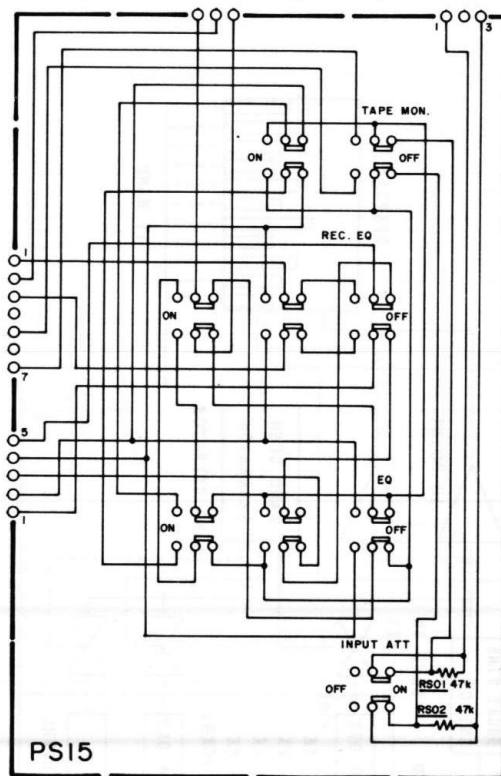 1 3
TAPE MON.
ON OFF
REC. EQ
1
ON OFF
7
5
EQ
1
ON OFF
INPUT ATT
OFF ON
RS01 47k
RS02 47k
PS15